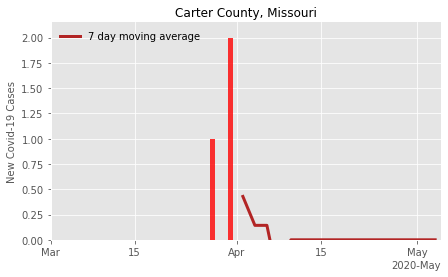 Carter County, Missouri
7 day moving average
New Covid-19 Cases
2.00
1.75
1.50
1.25
1.00
0.75
0.50
0.25
0.00
Mar 15 Apr 15 May
2020-May